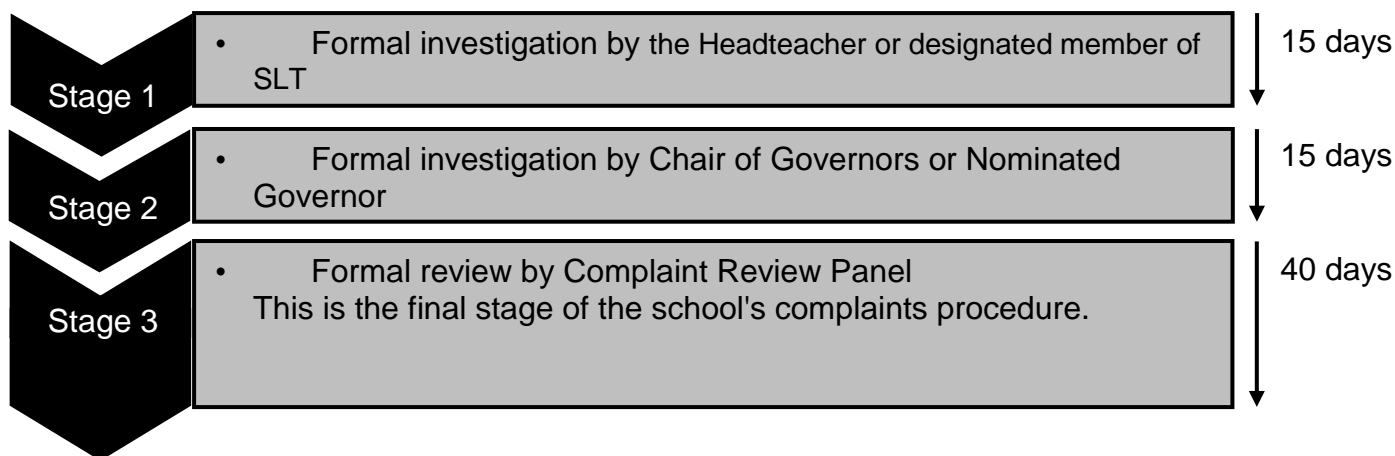 Stage 1
• Formal investigation by the Headteacher or designated member of
SLT
15 days
Stage 2
• Formal investigation by Chair of Governors or Nominated
Governor
15 days
Stage 3
• Formal review by Complaint Review Panel
This is the final stage of the school's complaints procedure.
40 days